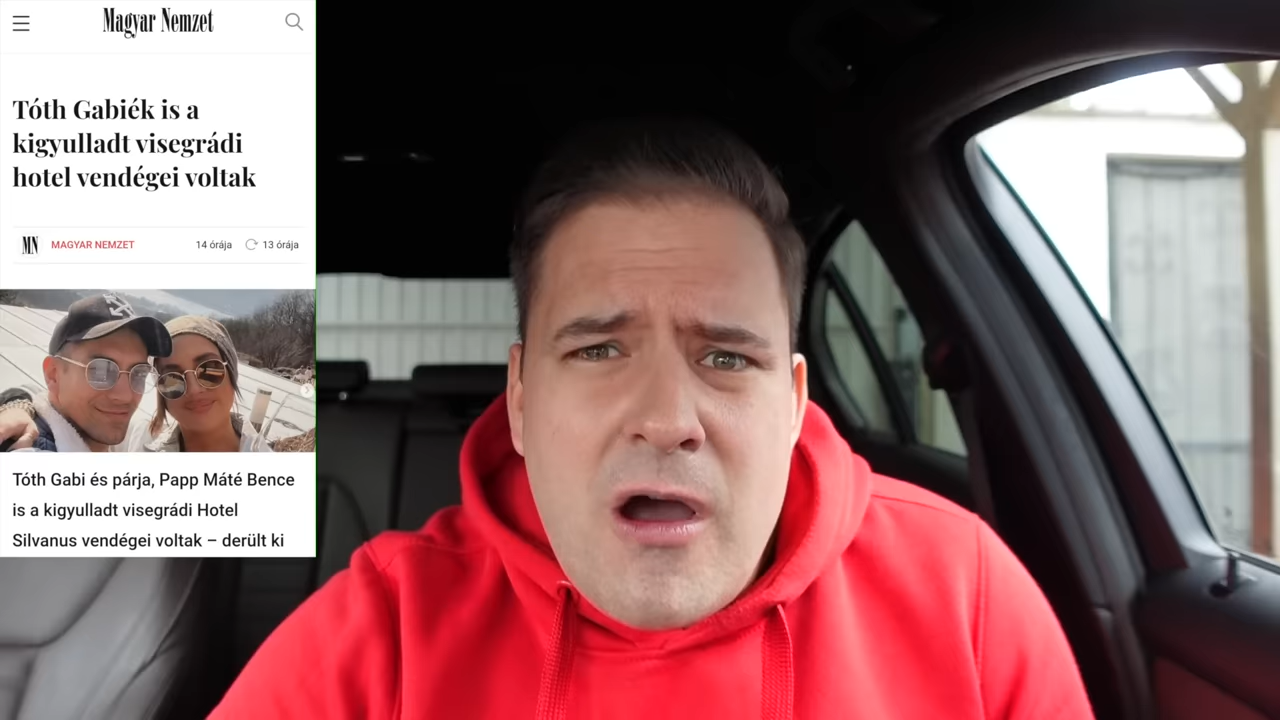 Magyar Nemzet
Tóth Gabiék is a
kigyulladt visegrádi
hotel vendégei voltak
MN MAGYAR NEMZET 14 órája 13 órája
Tóth Gabi és párja, Papp Máté Bence
is a kigyulladt visegrádi Hotel
Silvanus vendégei voltak – derült ki